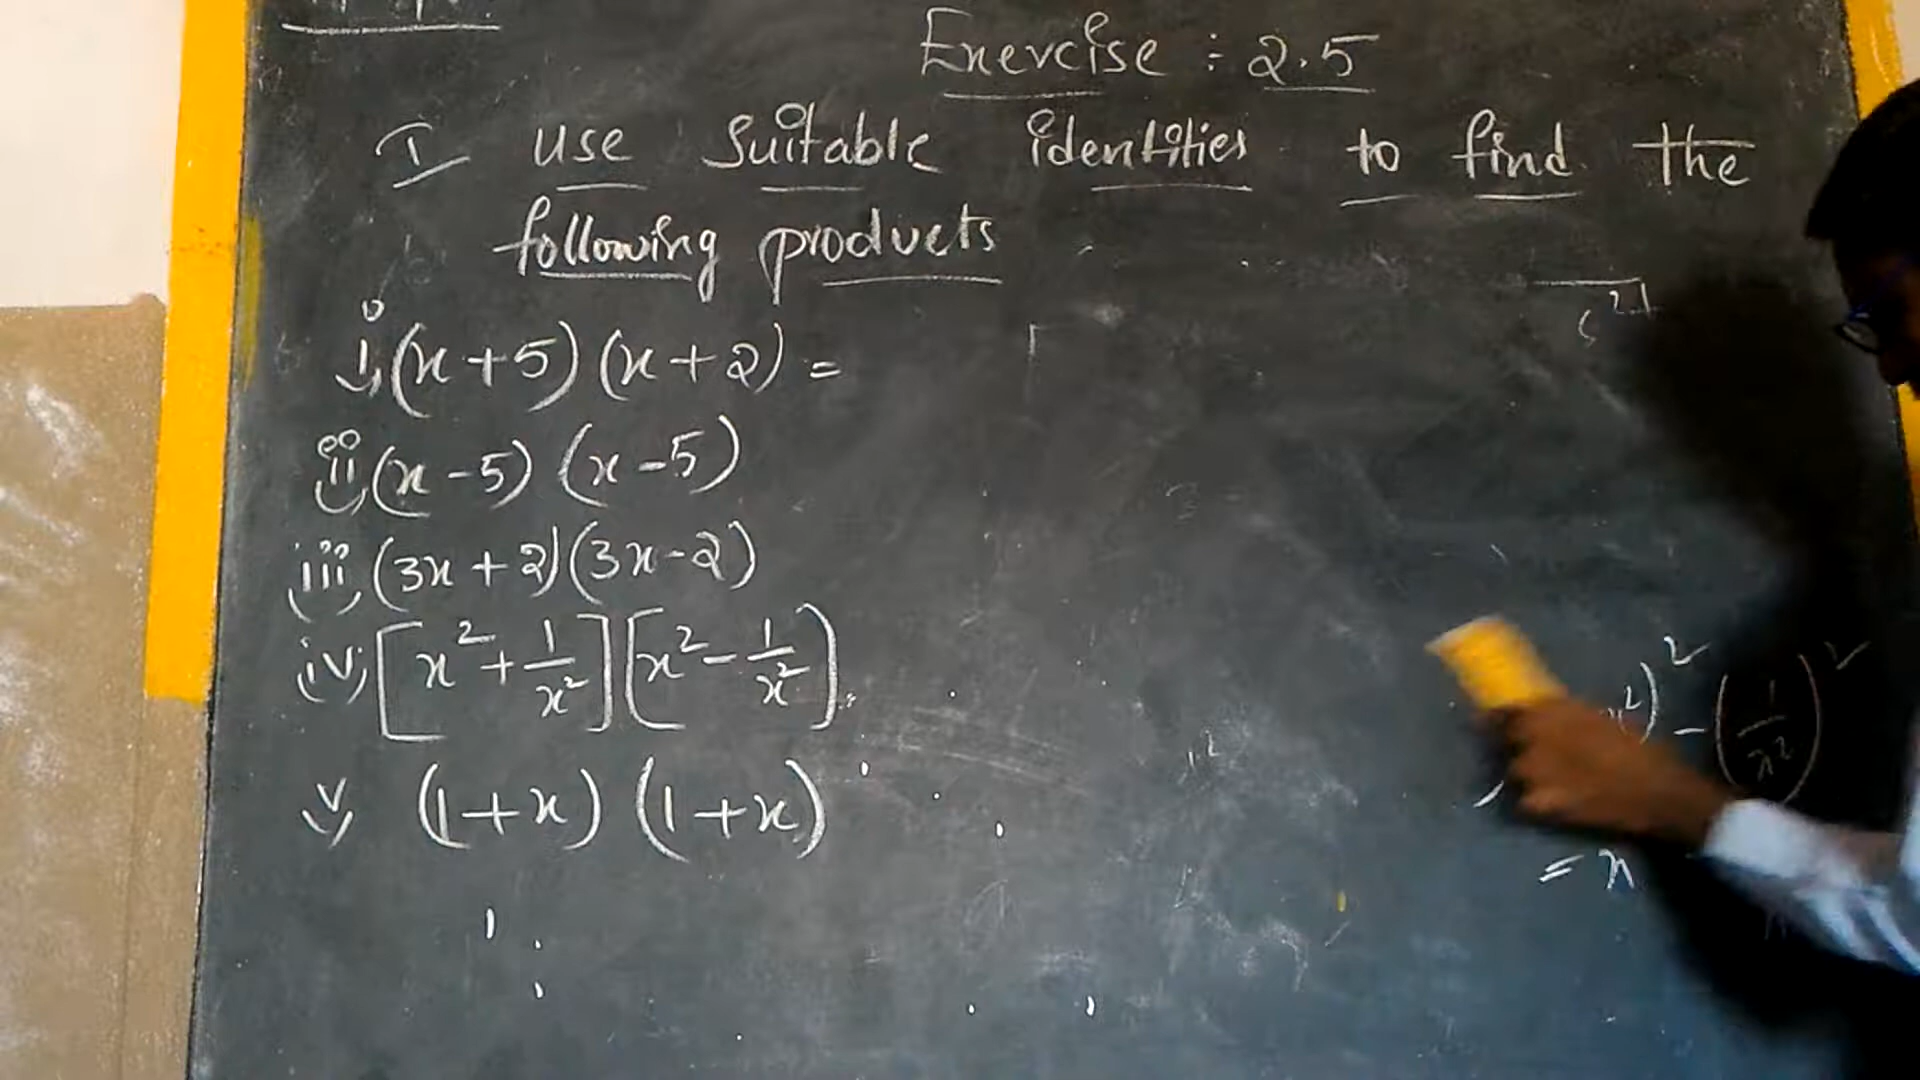 Exercise : 2.5
I use suitable identities to find the
following products
i) (x+5) (x+2) =
ii) (x-5) (x-5)
iii) (3x+2)(3x-2)
iv) [x²+1/x²][x²-1/x²).
v) (1+x) (1+x)
²)² - (1/x²)²
= x